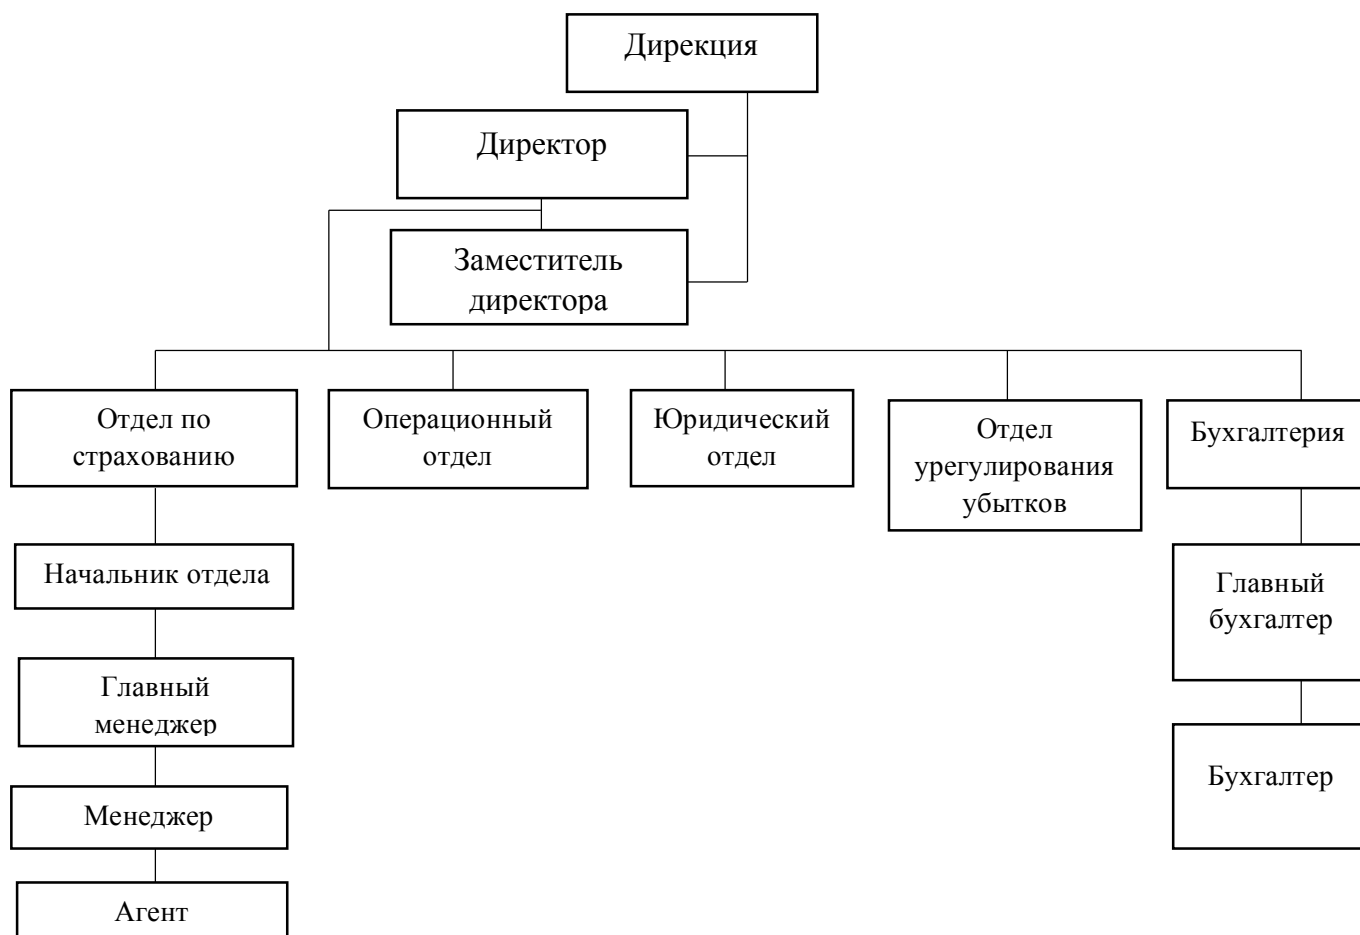 Дирекция
Директор
Заместитель
директора
Отдел по
страхованию
Операционный
отдел
Юридический
отдел
Отдел
урегулирования
убытков
Бухгалтерия
Начальник отдела
Главный
бухгалтер
Главный
менеджер
Бухгалтер
Менеджер
Агент